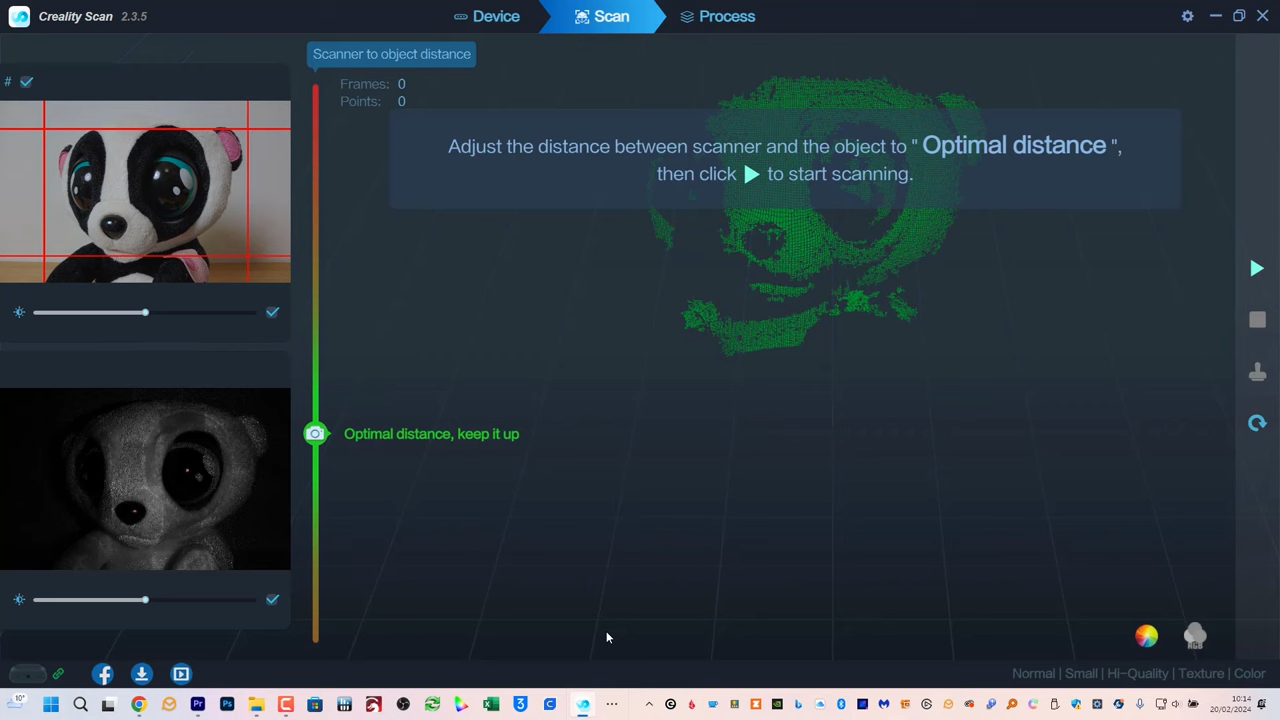 Creality Scan 2.3.5
Device
Scan
Process
Scanner to object distance
#
Frames: 0
Points: 0
Adjust the distance between scanner and the object to " Optimal distance ",
then click ▶ to start scanning.
Optimal distance, keep it up
RGB
Normal | Small | Hi-Quality | Texture | Color
10°
10:14
20/02/2024